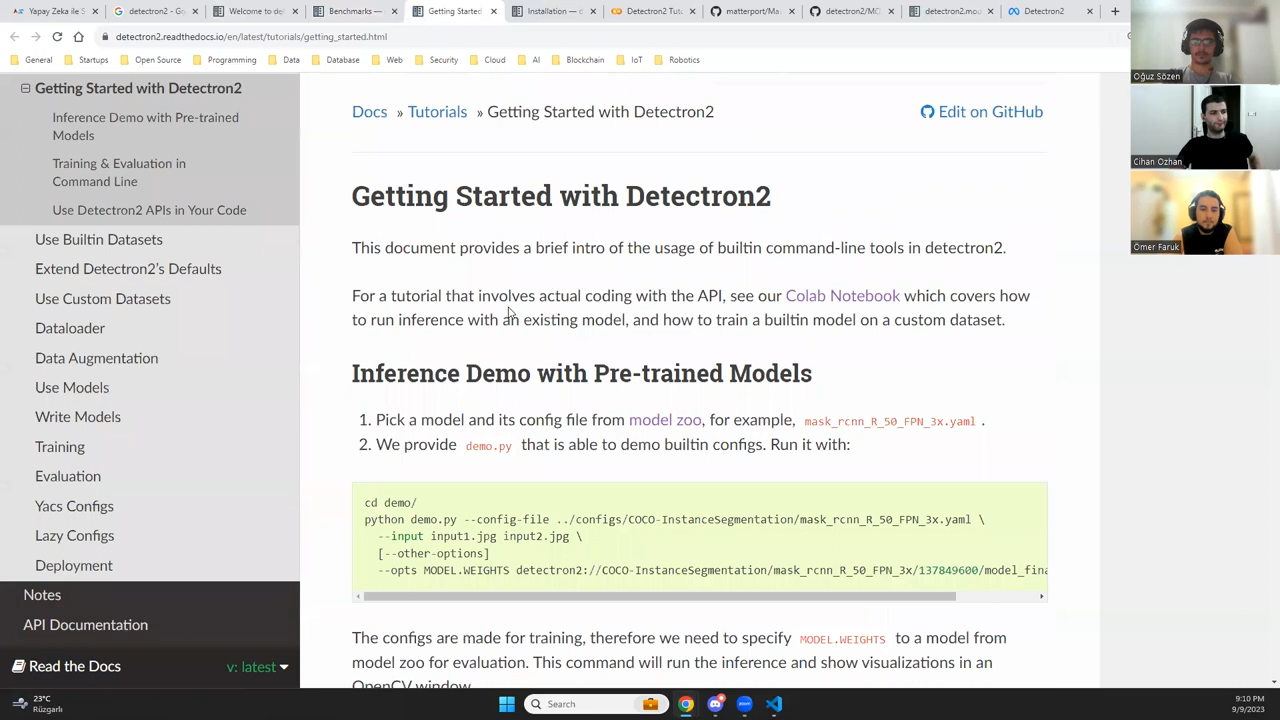 Yapay Zeka ile S
detectron2 - Go
Welcome to det
Benchmarks —
Getting Started
Installation — d
Detectron2 Tut
matterport/Mas
detectron2/MO
detectron2.mo
Detectron2
detectron2.readthedocs.io/en/latest/tutorials/getting_started.html
General
Startups
Open Source
Programming
Data
Database
Web
Security
Cloud
AI
Blockchain
IoT
Robotics
Getting Started with Detectron2
Inference Demo with Pre-trained
Models
Training & Evaluation in
Command Line
Use Detectron2 APIs in Your Code
Use Builtin Datasets
Extend Detectron2's Defaults
Use Custom Datasets
Dataloader
Data Augmentation
Use Models
Write Models
Training
Evaluation
Yacs Configs
Lazy Configs
Deployment
Notes
API Documentation
Read the Docs
v: latest
Docs » Tutorials » Getting Started with Detectron2
Edit on GitHub
Getting Started with Detectron2
This document provides a brief intro of the usage of builtin command-line tools in detectron2.
For a tutorial that involves actual coding with the API, see our Colab Notebook which covers how
to run inference with an existing model, and how to train a builtin model on a custom dataset.
Inference Demo with Pre-trained Models
1. Pick a model and its config file from model zoo, for example, mask_rcnn_R_50_FPN_3x.yaml .
2. We provide demo.py that is able to demo builtin configs. Run it with:
cd demo/
python demo.py --config-file ../configs/COCO-InstanceSegmentation/mask_rcnn_R_50_FPN_3x.yaml \
--input input1.jpg input2.jpg \
[--other-options]
--opts MODEL.WEIGHTS detectron2://COCO-InstanceSegmentation/mask_rcnn_R_50_FPN_3x/137849600/model_fina
The configs are made for training, therefore we need to specify MODEL.WEIGHTS to a model from
model zoo for evaluation. This command will run the inference and show visualizations in an
OpenCV window.
Oğuz Sözen
Cihan Ozhan
Ömer Faruk
23°C
Rüzgarlı
Search
9:10 PM
9/9/2023